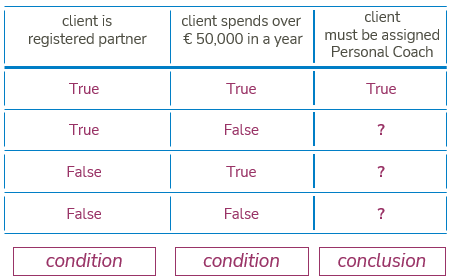 client is
registered partner
client spends over
€ 50,000 in a year
client
must be assigned
Personal Coach
True
True
True
True
False
?
False
True
?
False
False
?
condition
condition
conclusion